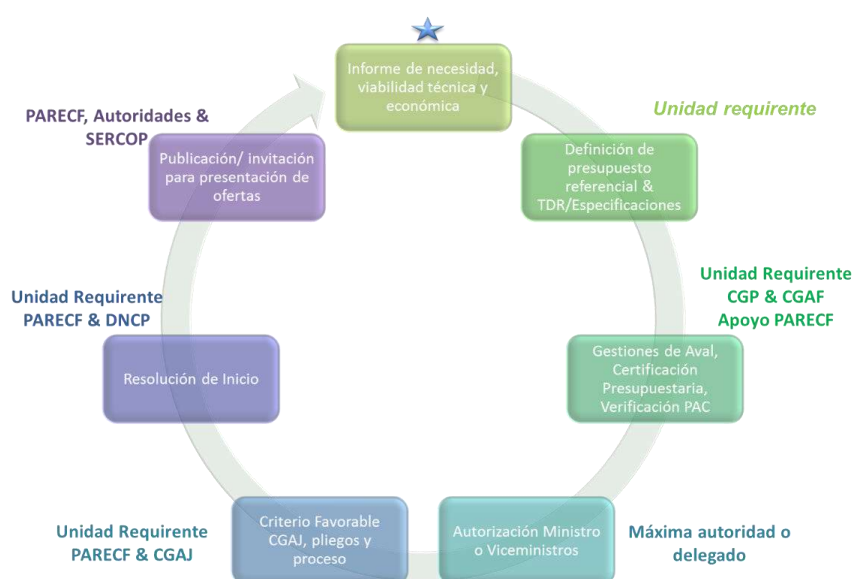 Informe de necesidad,
viabilidad técnica y
económica
Unidad requirente
Definición de
presupuesto
referencial &
TDR/Especificaciones
Unidad Requirente
CGP & CGAF
Apoyo PARECF
Gestiones de Aval,
Certificación
Presupuestaria,
Verificación PAC
Autorización Ministro
o Viceministros
Máxima autoridad o
delegado
Criterio Favorable
CGAJ, pliegos y
proceso
Unidad Requirente
PARECF & CGAJ
Resolución de Inicio
Unidad Requirente
PARECF & DNCP
Publicación/ invitación
para presentación de
ofertas
PARECF, Autoridades &
SERCOP